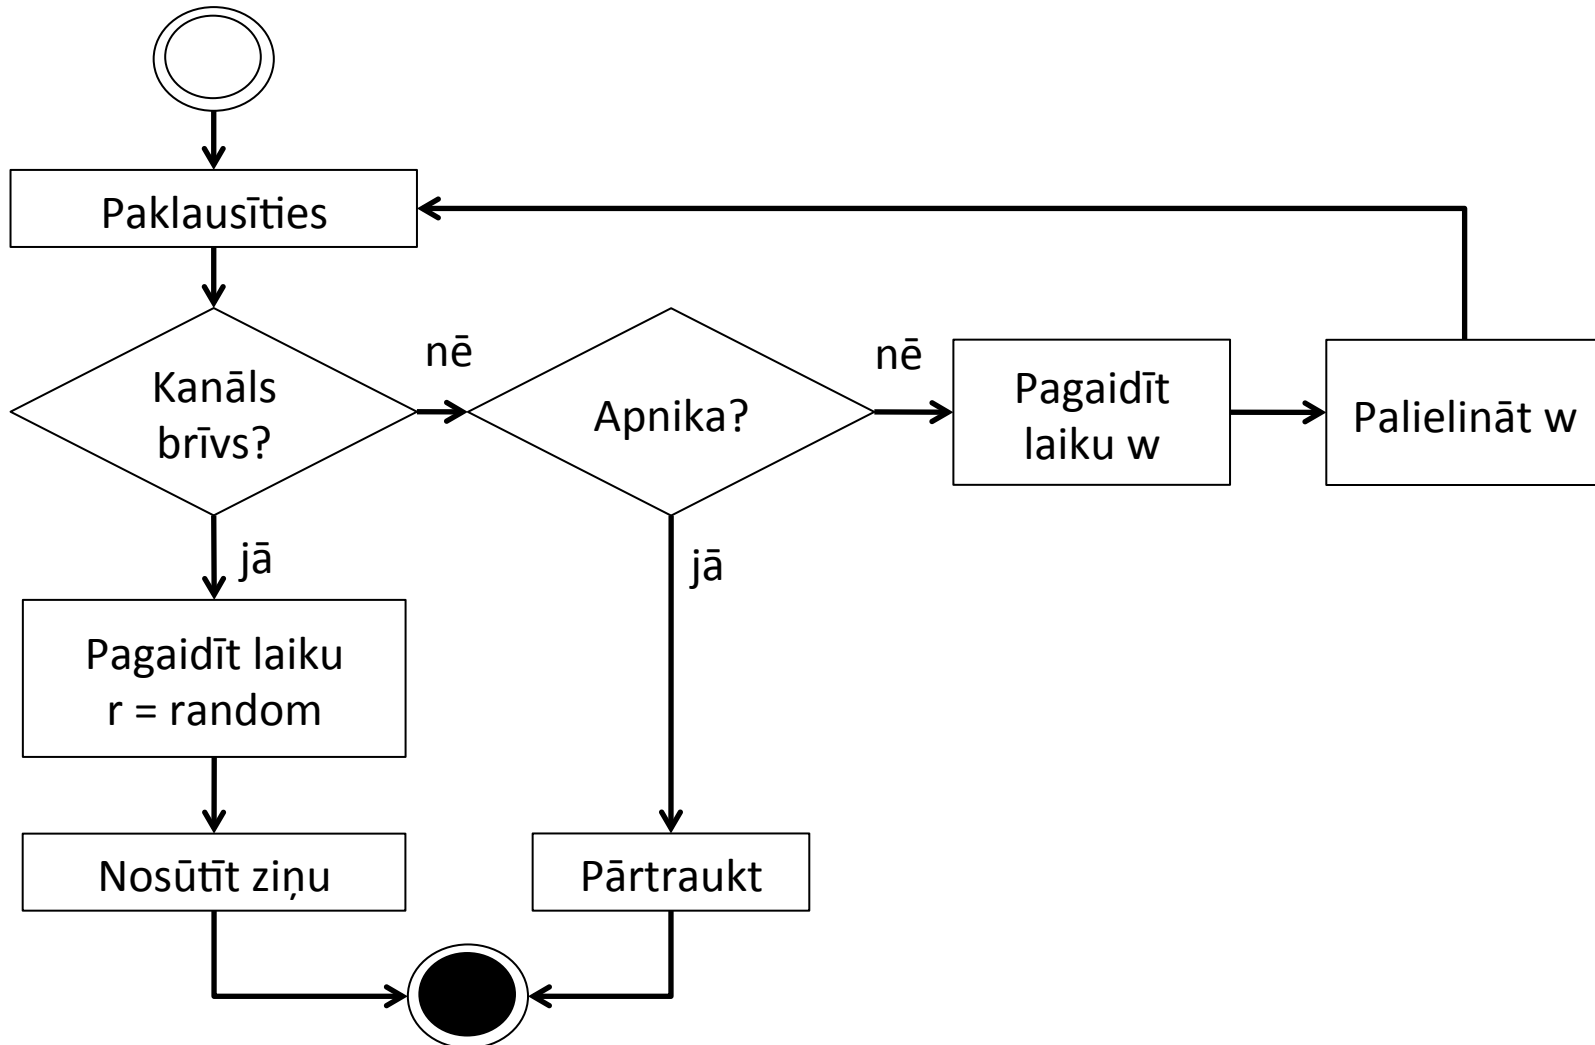 Paklausīties
Kanāls
brīvs?
nē
Apnika?
nē
Pagaidīt
laiku w
Palielināt w
jā
jā
Pagaidīt laiku
r = random
Nosūtīt ziņu
Pārtraukt